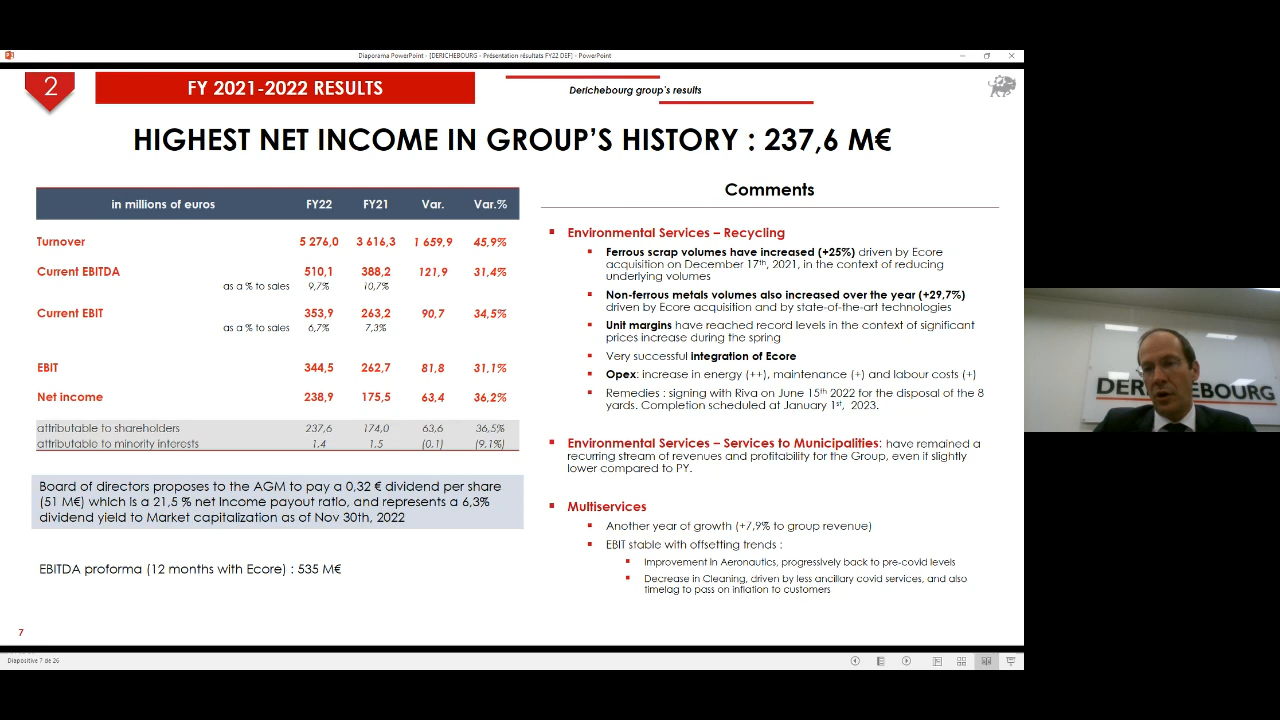 Diaporama PowerPoint - [DERICHEBOURG - Présentation résultats FY22 DEF] - PowerPoint
2
FY 2021-2022 RESULTS
Derichebourg group's results
HIGHEST NET INCOME IN GROUP'S HISTORY : 237,6 M€
in millions of euros FY22 FY21 Var. Var.%
Turnover 5 276,0 3 616,3 1 659,9 45,9%
Current EBITDA 510,1 388,2 121,9 31,4%
as a % to sales 9,7% 10,7%
Current EBIT 353,9 263,2 90,7 34,5%
as a % to sales 6,7% 7,3%
EBIT 344,5 262,7 81,8 31,1%
Net income 238,9 175,5 63,4 36,2%
attributable to shareholders 237,6 174,0 63,6 36,5%
attributable to minority interests 1.4 1.5 (0.1) (9,1%)
Board of directors proposes to the AGM to pay a 0,32 € dividend per share
(51 M€) which is a 21,5 % net income payout ratio, and represents a 6,3%
dividend yield to Market capitalization as of Nov 30th, 2022
EBITDA proforma (12 months with Ecore) : 535 M€
Comments
Environmental Services – Recycling
Ferrous scrap volumes have increased (+25%) driven by Ecore
acquisition on December 17th, 2021, in the context of reducing
underlying volumes
Non-ferrous metals volumes also increased over the year (+29,7%)
driven by Ecore acquisition and by state-of-the-art technologies
Unit margins have reached record levels in the context of significant
prices increase during the spring
Very successful integration of Ecore
Opex: increase in energy (++), maintenance (+) and labour costs (+)
Remedies : signing with Riva on June 15th 2022 for the disposal of the 8
yards. Completion scheduled at January 1st, 2023.
Environmental Services – Services to Municipalities: have remained a
recurring stream of revenues and profitability for the Group, even if slightly
lower compared to PY.
Multiservices
Another year of growth (+7,9% to group revenue)
EBIT stable with offsetting trends :
Improvement in Aeronautics, progressively back to pre-covid levels
Decrease in Cleaning, driven by less ancillary covid services, and also
timelag to pass on inflation to customers
7
Diapositive 7 de 26
DERICHEBOURG